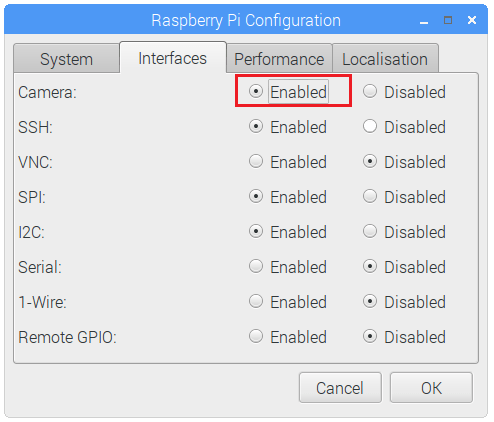 Raspberry Pi Configuration
System Interfaces Performance Localisation
Camera: Enabled Disabled
SSH: Enabled Disabled
VNC: Enabled Disabled
SPI: Enabled Disabled
I2C: Enabled Disabled
Serial: Enabled Disabled
1-Wire: Enabled Disabled
Remote GPIO: Enabled Disabled
Cancel OK